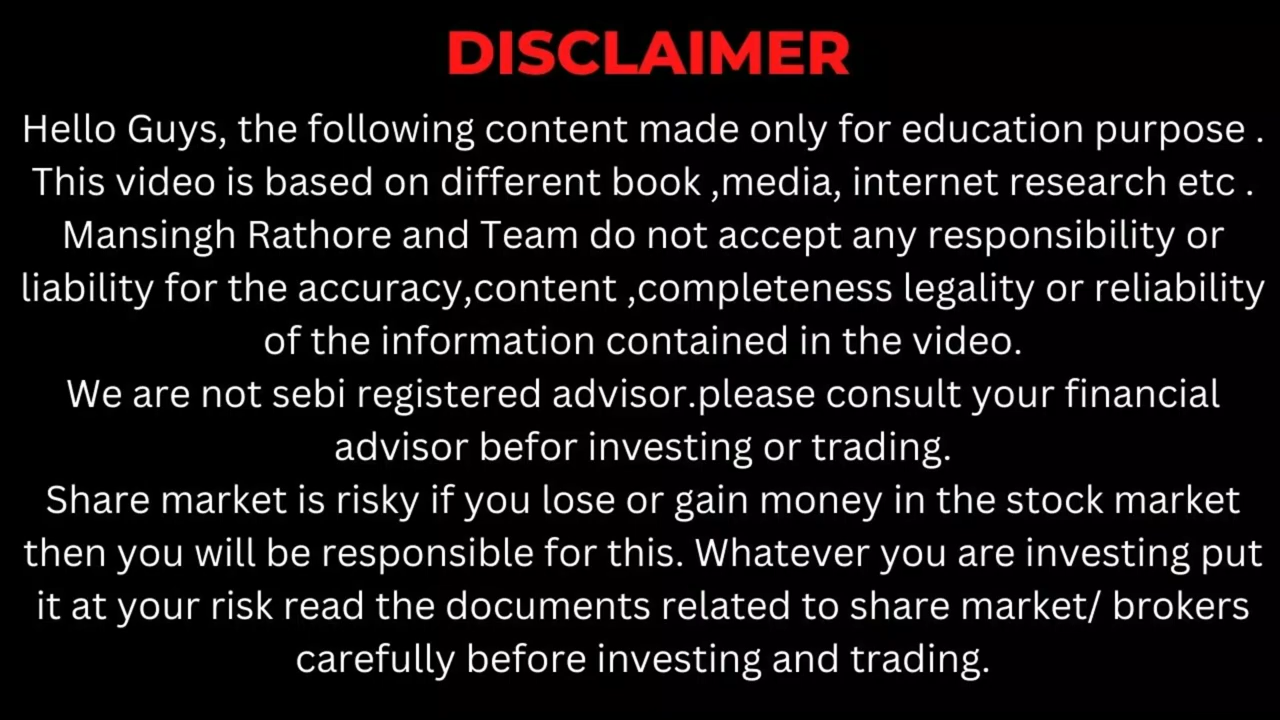 DISCLAIMER
Hello Guys, the following content made only for education purpose .
This video is based on different book ,media, internet research etc .
Mansingh Rathore and Team do not accept any responsibility or
liability for the accuracy,content ,completeness legality or reliability
of the information contained in the video.
We are not sebi registered advisor.please consult your financial
advisor befor investing or trading.
Share market is risky if you lose or gain money in the stock market
then you will be responsible for this. Whatever you are investing put
it at your risk read the documents related to share market/ brokers
carefully before investing and trading.